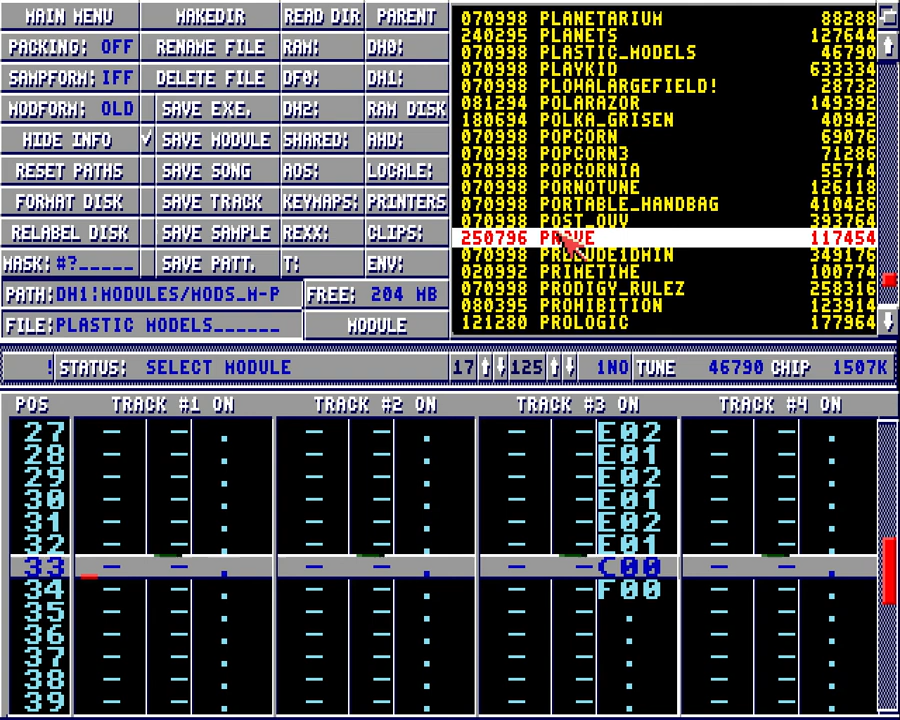 MAIN MENU MAKEDIR READ DIR PARENT
PACKING: OFF RENAME FILE RAM: DH0:
SAMPFORM: IFF DELETE FILE DF0: DH1:
MODFORM: OLD SAVE EXE. DH2: RAM DISK
HIDE INFO ✓ SAVE MODULE SHARED: AHD:
RESET PATHS SAVE SONG AOS: LOCALE:
FORMAT DISK SAVE TRACK KEYMAPS: PRINTERS
RELABEL DISK SAVE SAMPLE REXX: CLIPS:
MASK: #?_____ SAVE PATT. T: ENV:
PATH:DH1:MODULES/MODS_M-P FREE: 204 MB
FILE:PLASTIC MODELS______ MODULE
070998 PLANETARIUM 88288
240295 PLANETS 127644
070998 PLASTIC_MODELS 46790
070998 PLAYKID 633334
070998 PLOHALARGEFIELD! 28732
081294 POLARAZOR 149392
180694 POLKA_GRISEN 40942
070998 POPCORN 69076
070998 POPCORN3 71286
070998 POPCORNIA 55714
070998 PORNOTUNE 126118
070998 PORTABLE_HANDBAG 410426
070998 POST_OUV 393764
250796 117454
070998 349176
020992 PRIMETIME 100774
070998 PRODIGY_RULEZ 258316
080395 PROHIBITION 123914
121280 PROLOGIC 177964
! STATUS: SELECT MODULE 17 125 1NO TUNE 46790 CHIP 1507K
POS TRACK #1 ON TRACK #2 ON TRACK #3 ON TRACK #4 ON
27 — — . — — . — — E02 — — .
28 — — . — — . — — E01 — — .
29 — — . — — . — — E02 — — .
30 — — . — — . — — E01 — — .
31 — — . — — . — — E02 — — .
32 — — . — — . — — E01 — — .
33 — — . — — . — — C00 — — .
34 — — . — — . — — F00 — — .
35 — — . — — . — — . — — .
36 — — . — — . — — . — — .
37 — — . — — . — — . — — .
38 — — . — — . — — . — — .
39 — — . — — . — — . — — .